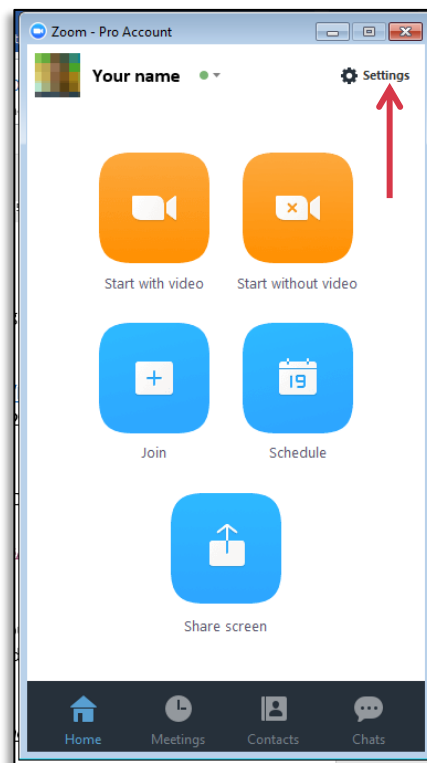 Zoom - Pro Account
Your name
Settings
Start with video
Start without video
Join
19
Schedule
Share screen
Home
Meetings
Contacts
Chats